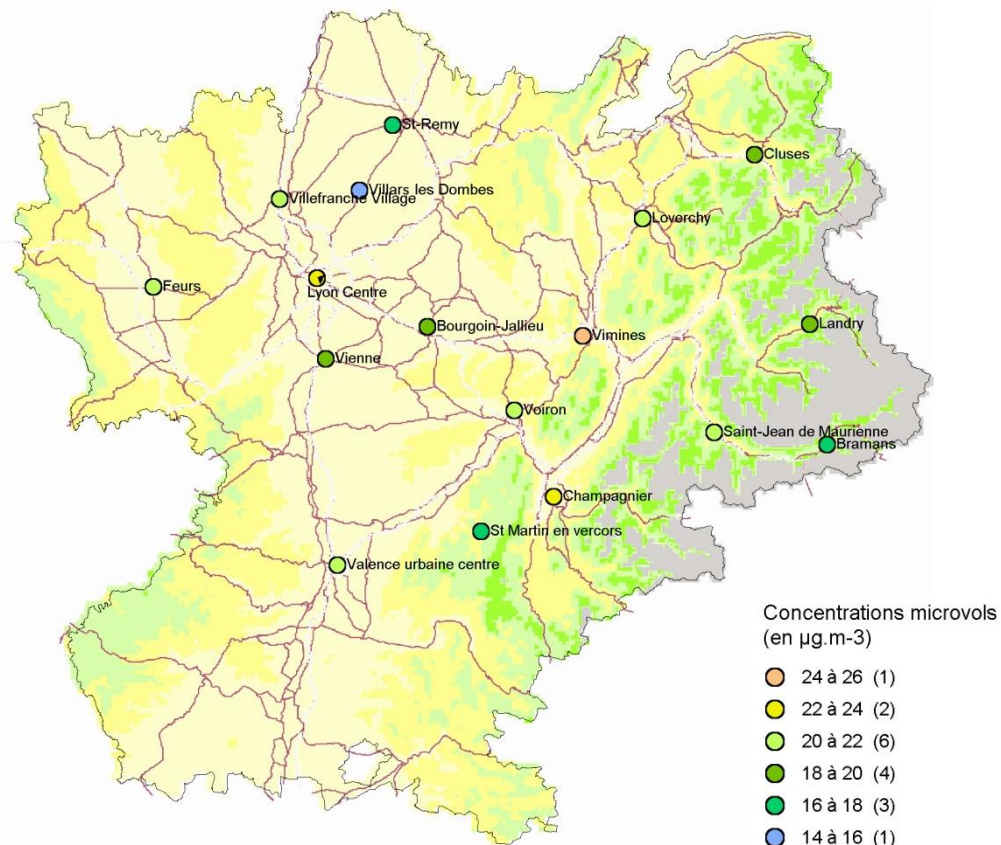 St-Remy
Cluses
Villars les Dombes
Villefranche Village
Loverchy
Feurs
Lyon Centre
Bourgoin-Jallieu
Landry
Vimines
Vienne
Voiron
Saint-Jean de Maurienne
Bramans
Champagnier
St Martin en vercors
Valence urbaine centre
Concentrations microvols
(en µg.m-3)
24 à 26 (1)
22 à 24 (2)
20 à 22 (6)
18 à 20 (4)
16 à 18 (3)
14 à 16 (1)